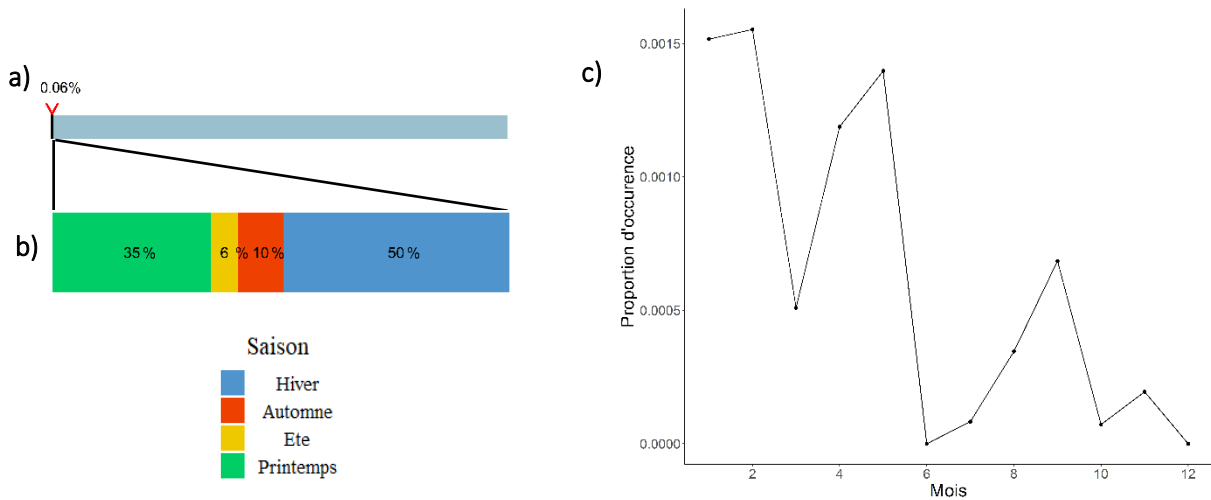 a)
0.06%
b)
35 %
6 % 10 %
50 %
Saison
Hiver
Automne
Ete
Printemps
c)
Proportion d'occurence
0.0015
0.0010
0.0005
0.0000
2 4 6 8 10 12
Mois